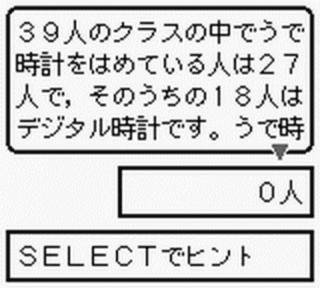 ３９人のクラスの中でうで
時計をはめている人は２７
人で，そのうちの１８人は
デジタル時計です。うで時
０人
ＳＥＬＥＣＴでヒント